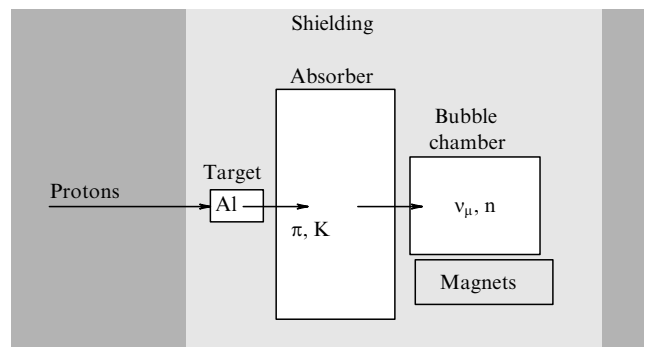 Shielding
Absorber
Bubble
chamber
Target
Protons
Al
π, K
νμ, n
Magnets